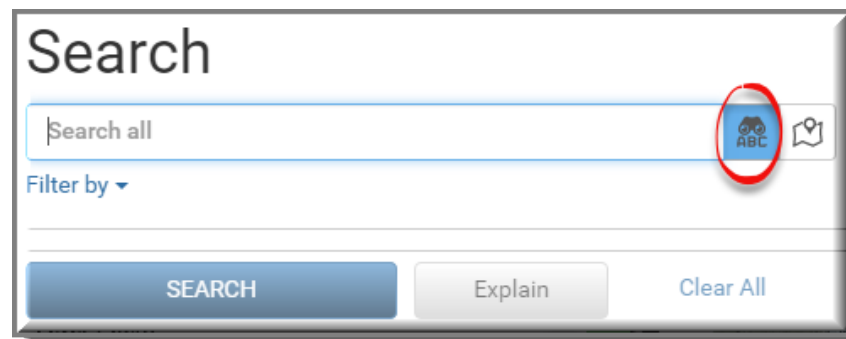 Search
Search all
ABC
Filter by
SEARCH Explain Clear All